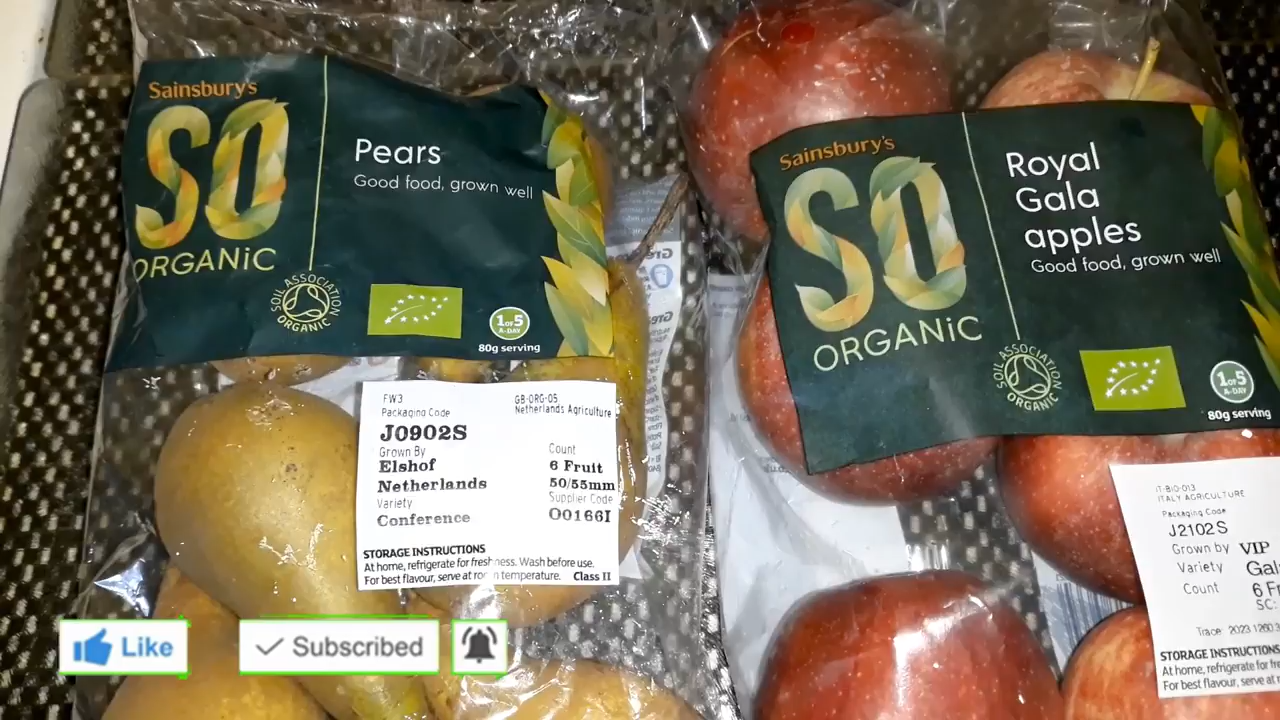 Sainsbury's
SO
ORGANiC
Pears
Good food, grown well
SOIL ASSOCIATION
ORGANIC
1 OF 5
A-DAY
80g serving
FW3
Packaging Code
J0902S
Grown By
Elshof
Netherlands
Variety
Conference
GB-ORG-05
Netherlands Agriculture
Count
6 Fruit
50/55mm
Supplier Code
O0166I
STORAGE INSTRUCTIONS
At home, refrigerate for freshness. Wash before use.
For best flavour, serve at room temperature. Class II
Sainsbury's
SO
ORGANiC
Royal
Gala
apples
Good food, grown well
SOIL ASSOCIATION
ORGANIC
1 OF 5
A-DAY
80g serving
IT-BIO-013
ITALY AGRICULTURE
Packaging Code
J2102S
Grown by VIP
Variety Gal
Count 6 Fr
SC:
Trace: 2023
STORAGE INSTRUCTIONS
At home, refrigerate for fre
For best flavour, serve at r
Like
Subscribed